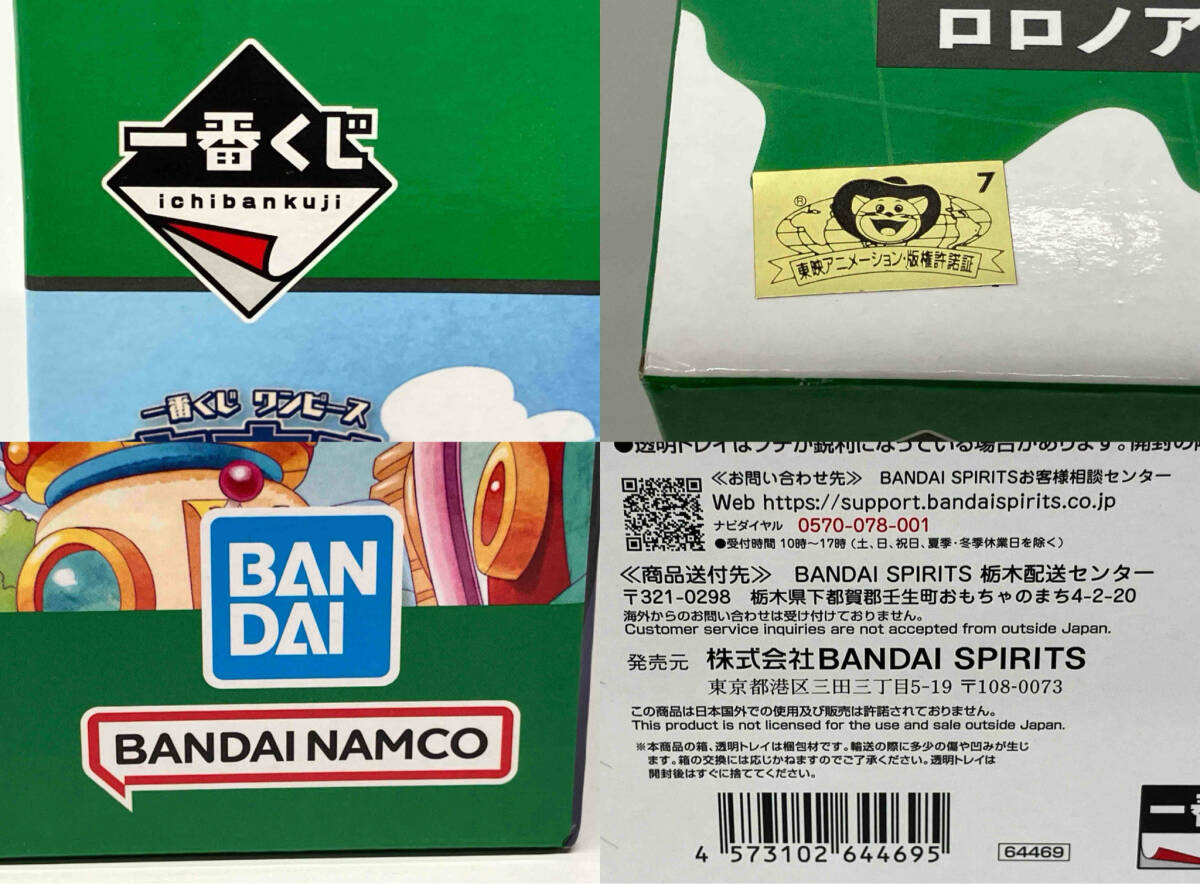 一番くじ
ichibankuji
一番くじ ワンピース
ロロノア
7
®
東映アニメーション・版権許諾証
BAN
DAI
BANDAI NAMCO
●透明トレイはフチが鋭利になっている場合があります。開封の
≪お問い合わせ先≫ BANDAI SPIRITSお客様相談センター
Web https://support.bandaispirits.co.jp
ナビダイヤル 0570-078-001
●受付時間 10時～17時(土、日、祝日、夏季・冬季休業日を除く)
≪商品送付先≫ BANDAI SPIRITS 栃木配送センター
〒321-0298 栃木県下都賀郡壬生町おもちゃのまち4-2-20
海外からのお問い合わせは受け付けておりません。
Customer service inquiries are not accepted from outside Japan.
発売元 株式会社BANDAI SPIRITS
東京都港区三田三丁目5-19 〒108-0073
この商品は日本国外での使用及び販売は許諾されておりません。
This product is not licensed for the use and sale outside Japan.
※本商品の箱、透明トレイは梱包材です。輸送の際に多少の傷や凹みが生じ
ます。箱の交換には応じかねますのでご了承ください。透明トレイは
開封後はすぐに捨ててください。
4 573102 644695
64469
一番